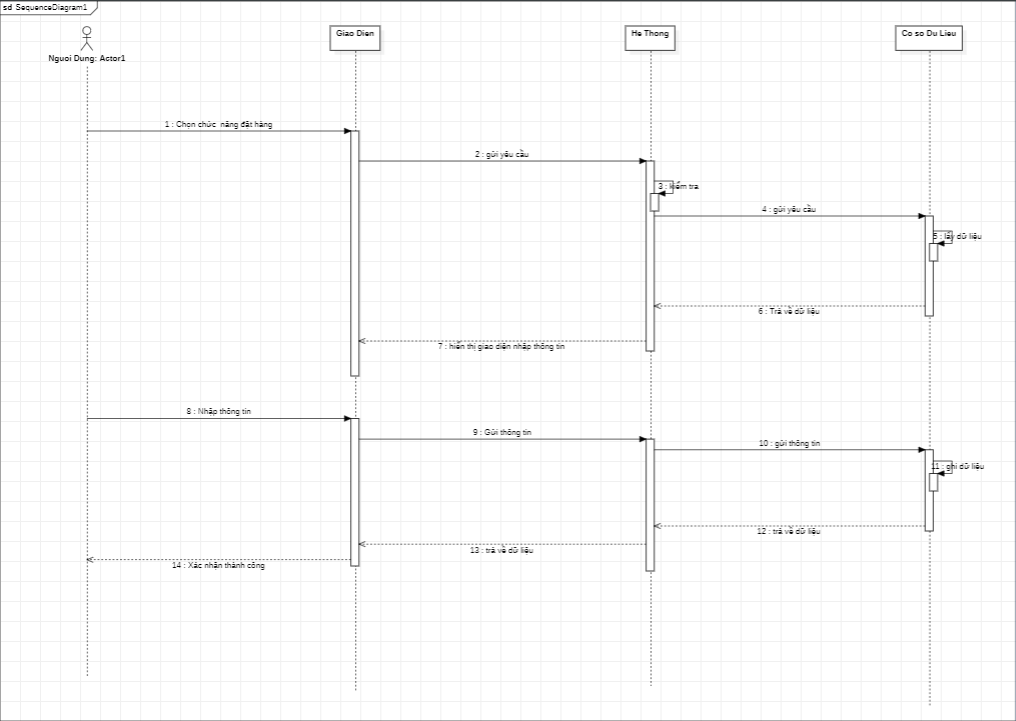 sd SequenceDiagram1
Nguoi Dung: Actor1
Giao Dien
He Thong
Co so Du Lieu
1 : Chọn chức năng đặt hàng
2 : gửi yêu cầu
3 : kiểm tra
4 : gửi yêu cầu
5 : lấy dữ liệu
6 : Trả về dữ liệu
7 : hiển thị giao diện nhập thông tin
8 : Nhập thông tin
9 : Gửi thông tin
10 : gửi thông tin
11 : ghi dữ liệu
12 : trả về dữ liệu
13 : trả về dữ liệu
14 : Xác nhận thành công